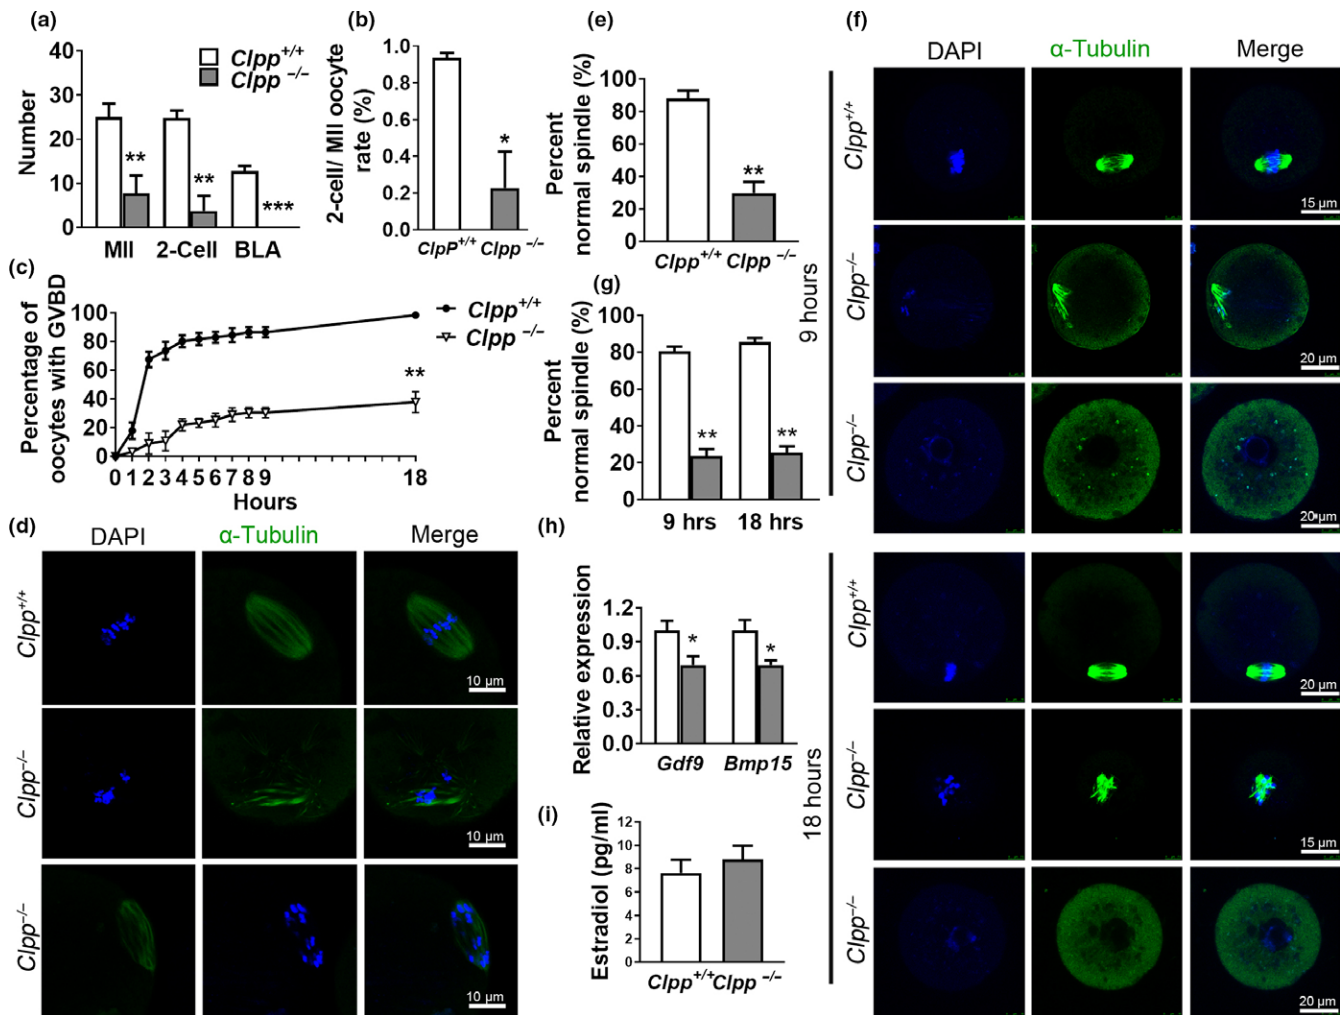 (a)
Number
40
30
20
10
0
Clpp+/+
Clpp −/−
**
**
***
MII 2-Cell BLA
(b)
2-cell/ MII oocyte
rate (%)
1.0
0.8
0.6
0.4
0.2
0.0
*
ClpP+/+ Clpp −/−
(c)
Percentage of
oocytes with GVBD
100
80
60
40
20
0
Clpp+/+
Clpp −/−
**
0 1 2 3 4 5 6 7 8 9 18
Hours
(d)
DAPI α-Tubulin Merge
Clpp+/+
10 µm
Clpp−/−
10 µm
Clpp−/−
10 µm
(e)
Percent
normal spindle (%)
100
80
60
40
20
0
**
Clpp+/+ Clpp −/−
(g)
Percent
normal spindle (%)
100
80
60
40
20
0
**
**
9 hrs 18 hrs
(h)
Relative expression
1.2
0.9
0.6
0.3
0.0
*
*
Gdf9 Bmp15
(i)
Estradiol (pg/ml)
12
10
8
6
4
2
0
Clpp+/+ Clpp −/−
(f)
DAPI α-Tubulin Merge
9 hours
Clpp+/+
15 µm
Clpp−/−
20 µm
Clpp−/−
20 µm
18 hours
Clpp+/+
20 µm
Clpp−/−
15 µm
Clpp−/−
20 µm